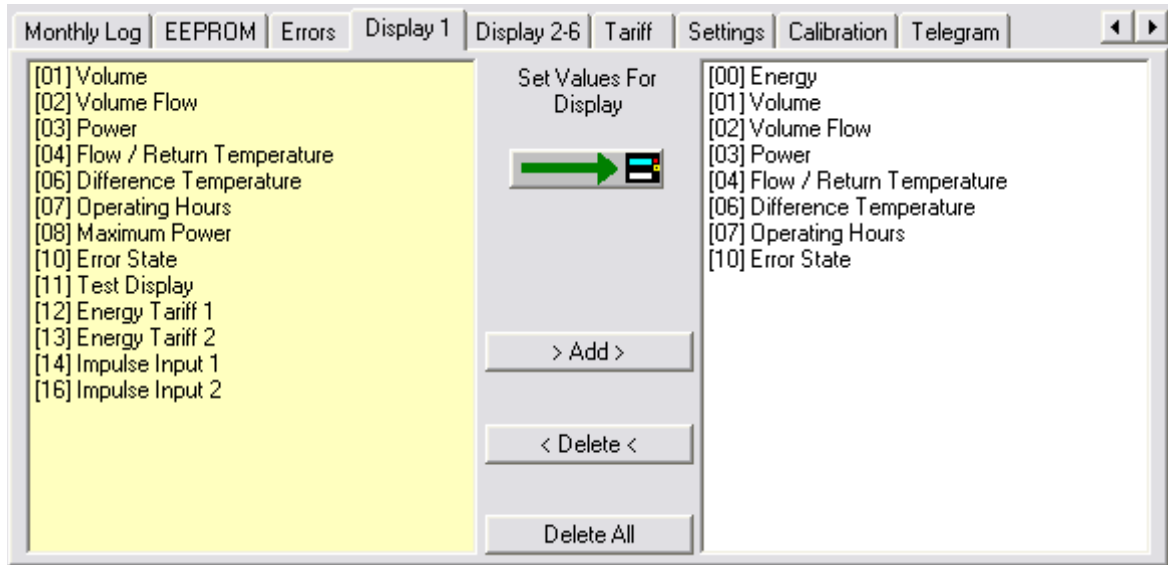 Monthly Log EEPROM Errors Display 1 Display 2-6 Tariff Settings Calibration Telegram
[01] Volume
[02] Volume Flow
[03] Power
[04] Flow / Return Temperature
[06] Difference Temperature
[07] Operating Hours
[08] Maximum Power
[10] Error State
[11] Test Display
[12] Energy Tariff 1
[13] Energy Tariff 2
[14] Impulse Input 1
[16] Impulse Input 2
Set Values For
Display
> Add >
< Delete <
Delete All
[00] Energy
[01] Volume
[02] Volume Flow
[03] Power
[04] Flow / Return Temperature
[06] Difference Temperature
[07] Operating Hours
[10] Error State